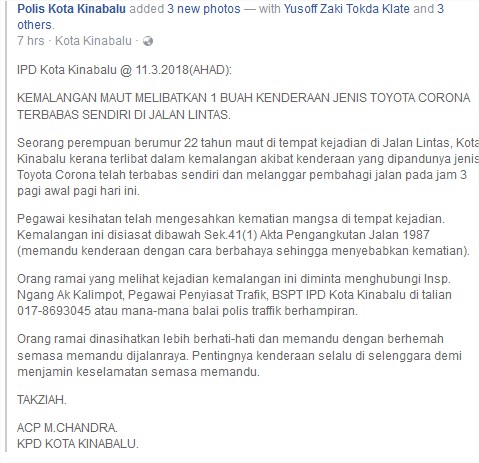 Polis Kota Kinabalu added 3 new photos — with Yusoff Zaki Tokda Klate and 3
others.
7 hrs · Kota Kinabalu ·
IPD Kota Kinabalu @ 11.3.2018(AHAD):
KEMALANGAN MAUT MELIBATKAN 1 BUAH KENDERAAN JENIS TOYOTA CORONA
TERBABAS SENDIRI DI JALAN LINTAS.
Seorang perempuan berumur 22 tahun maut di tempat kejadian di Jalan Lintas, Kota
Kinabalu kerana terlibat dalam kemalangan akibat kenderaan yang dipandunya jenis
Toyota Corona telah terbabas sendiri dan melanggar pembahagi jalan pada jam 3
pagi awal pagi hari ini.
Pegawai kesihatan telah mengesahkan kematian mangsa di tempat kejadian.
Kemalangan ini disiasat dibawah Sek.41(1) Akta Pengangkutan Jalan 1987
(memandu kenderaan dengan cara berbahaya sehingga menyebabkan kematian).
Orang ramai yang melihat kejadian kemalangan ini diminta menghubungi Insp.
Ngang Ak Kalimpot, Pegawai Penyiasat Trafik, BSPT IPD Kota Kinabalu di talian
017-8693045 atau mana-mana balai polis traffik berhampiran.
Orang ramai dinasihatkan lebih berhati-hati dan memandu dengan berhemah
semasa memandu dijalanraya. Pentingnya kenderaan selalu di selenggara demi
menjamin keselamatan semasa memandu.
TAKZIAH.
ACP M.CHANDRA.
KPD KOTA KINABALU.